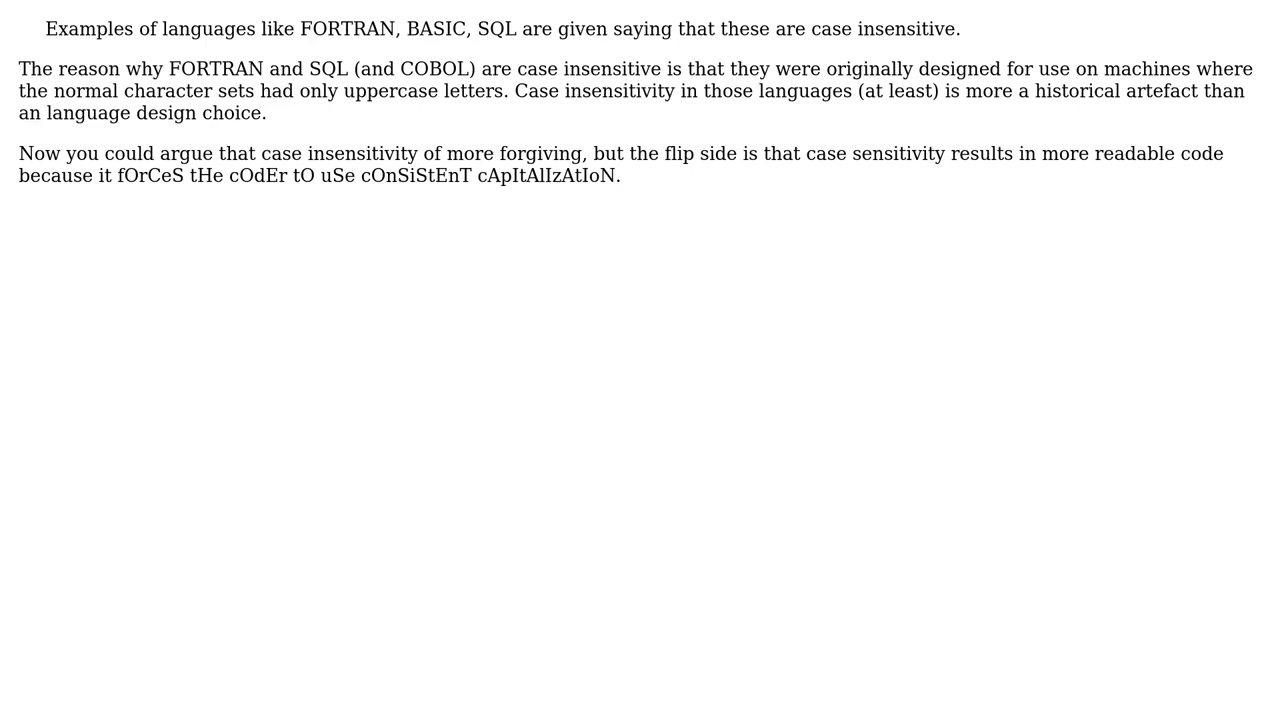 Examples of languages like FORTRAN, BASIC, SQL are given saying that these are case insensitive.
The reason why FORTRAN and SQL (and COBOL) are case insensitive is that they were originally designed for use on machines where
the normal character sets had only uppercase letters. Case insensitivity in those languages (at least) is more a historical artefact than
an language design choice.
Now you could argue that case insensitivity of more forgiving, but the flip side is that case sensitivity results in more readable code
because it fOrCeS tHe cOdEr tO uSe cOnSiStEnT cApItAlIzAtIoN.